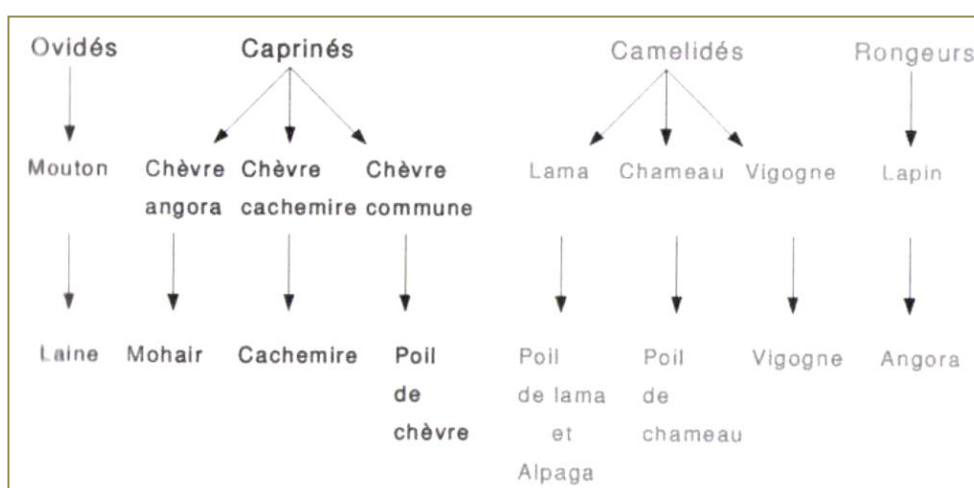 Ovidés Caprinés Camelidés Rongeurs
Mouton Chèvre Chèvre Chèvre Lama Chameau Vigogne Lapin
angora cachemire commune
Laine Mohair Cachemire Poil Poil Poil Vigogne Angora
de de lama de
chèvre et chameau
Alpaga